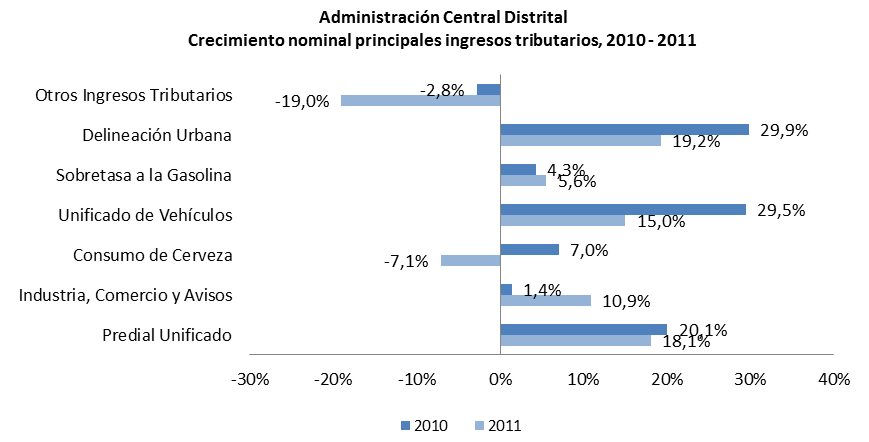 Administración Central Distrital
Crecimiento nominal principales ingresos tributarios, 2010 - 2011
Otros Ingresos Tributarios
-2,8%
-19,0%
Delineación Urbana
29,9%
19,2%
Sobretasa a la Gasolina
4,3%
5,6%
Unificado de Vehículos
29,5%
15,0%
Consumo de Cerveza
7,0%
-7,1%
Industria, Comercio y Avisos
1,4%
10,9%
Predial Unificado
20,1%
18,1%
-30% -20% -10% 0% 10% 20% 30% 40%
2010 2011